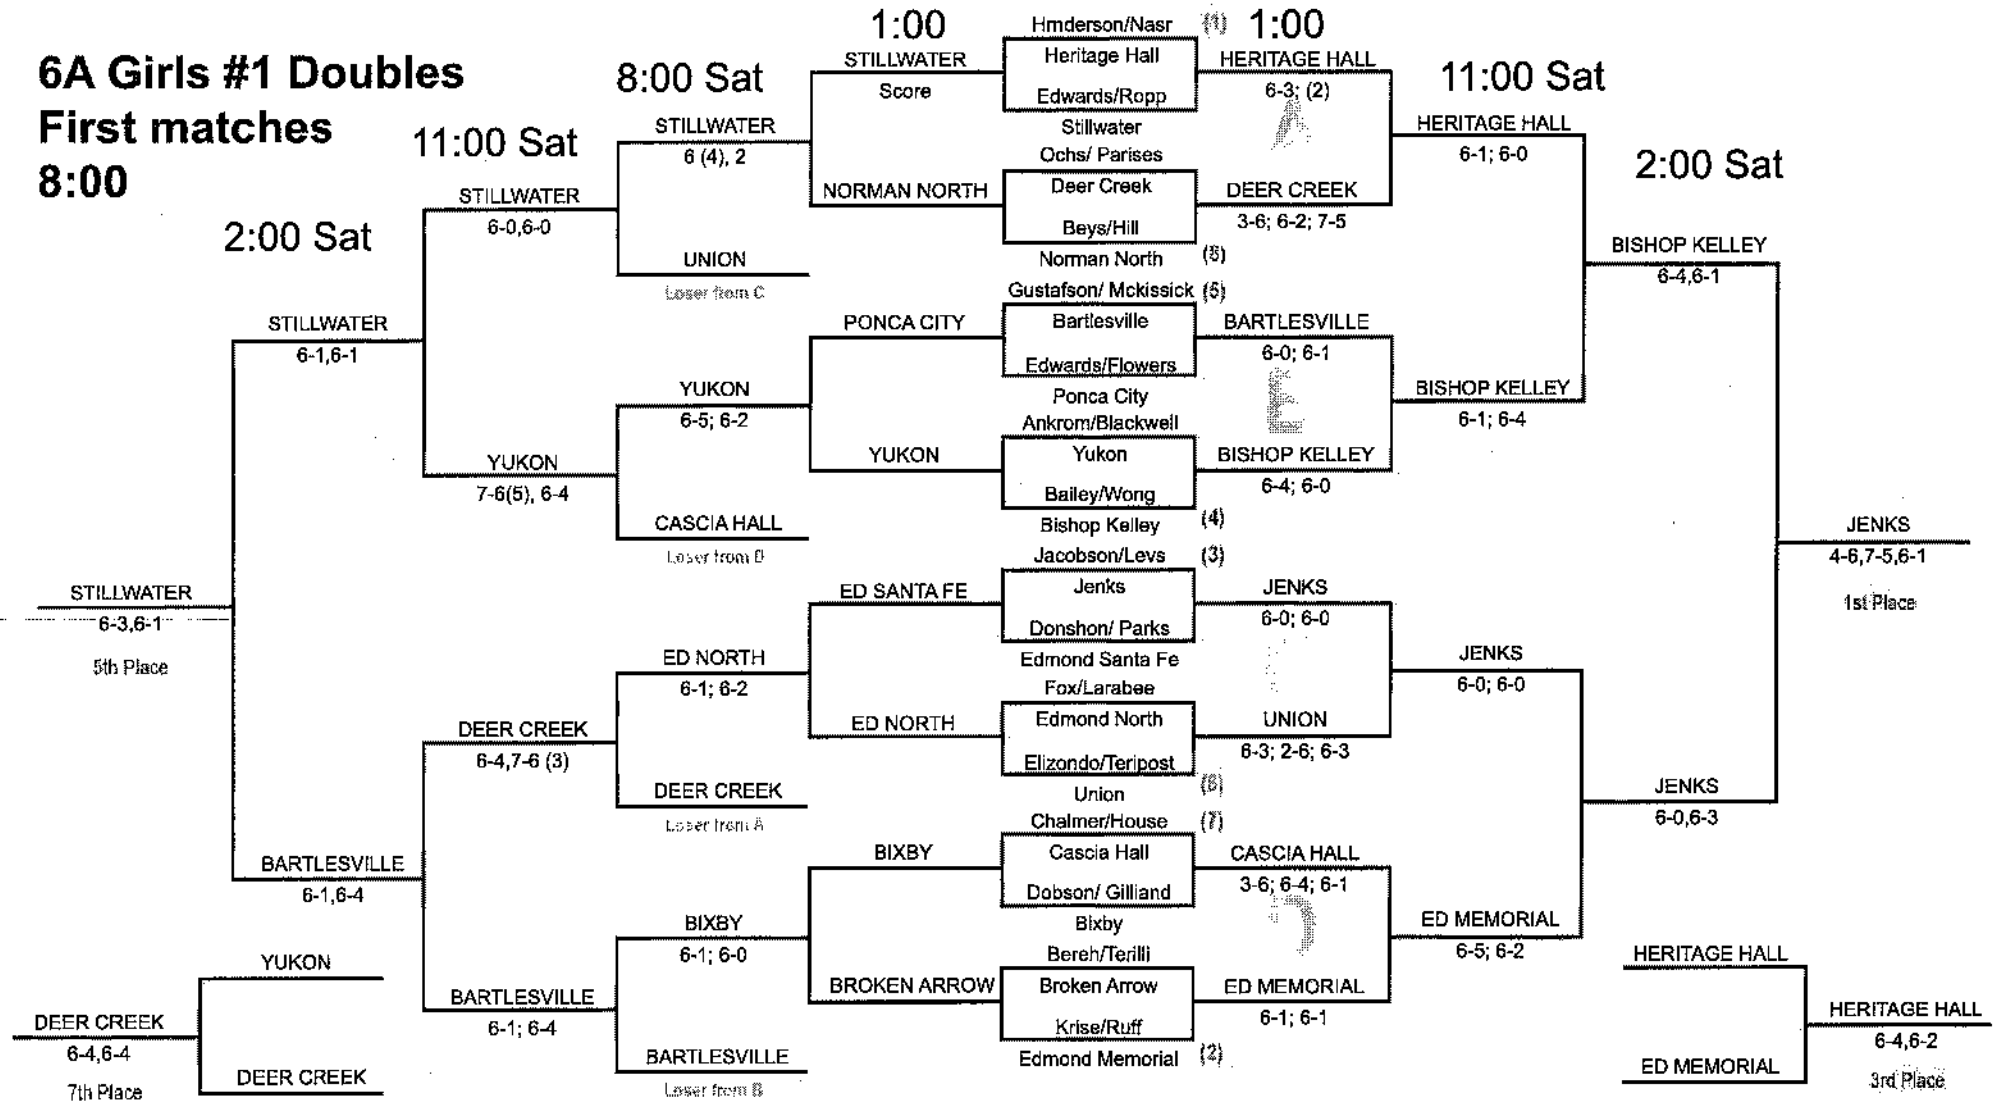 6A Girls #1 Doubles
First matches
8:00
2:00 Sat
11:00 Sat
8:00 Sat
1:00
1:00
11:00 Sat
2:00 Sat
STILLWATER
6-3,6-1
5th Place
STILLWATER
6-1,6-1
BARTLESVILLE
6-1,6-4
STILLWATER
6-0,6-0
YUKON
7-6(5), 6-4
DEER CREEK
6-4,7-6 (3)
BARTLESVILLE
6-1; 6-4
STILLWATER
6 (4), 2
UNION
Loser from C
YUKON
6-5; 6-2
CASCIA HALL
Loser from D
ED NORTH
6-1; 6-2
DEER CREEK
Loser from A
BIXBY
6-1; 6-0
BARTLESVILLE
Loser from B
STILLWATER
Score
NORMAN NORTH
PONCA CITY
YUKON
ED SANTA FE
ED NORTH
BIXBY
BROKEN ARROW
Hmderson/Nasr (1)
Heritage Hall
Edwards/Ropp
Stillwater
Ochs/ Parises
Deer Creek
Beys/Hill
Norman North
Gustafson/ Mckissick (5)
Bartlesville
Edwards/Flowers
Ponca City
Ankrom/Blackwell
Yukon
Bailey/Wong
Bishop Kelley (4)
Jacobson/Levs (3)
Jenks
Donshon/ Parks
Edmond Santa Fe
Fox/Larabee
Edmond North
Elizondo/Teripost
Union
Chalmer/House (7)
Cascia Hall
Dobson/ Gilliand
Bixby
Bereh/Terilli
Broken Arrow
Krise/Ruff
Edmond Memorial (2)
HERITAGE HALL
6-3; (2)
A
DEER CREEK
3-6; 6-2; 7-5
BARTLESVILLE
6-0; 6-1
BISHOP KELLEY
6-4; 6-0
JENKS
6-0; 6-0
UNION
6-3; 2-6; 6-3
CASCIA HALL
3-6; 6-4; 6-1
ED MEMORIAL
6-1; 6-1
HERITAGE HALL
6-1; 6-0
BISHOP KELLEY
6-1; 6-4
JENKS
6-0; 6-0
ED MEMORIAL
6-5; 6-2
BISHOP KELLEY
6-4,6-1
JENKS
6-0,6-3
JENKS
4-6,7-5,6-1
1st Place
YUKON
DEER CREEK
DEER CREEK
6-4,6-4
7th Place
HERITAGE HALL
ED MEMORIAL
HERITAGE HALL
6-4,6-2
3rd Place